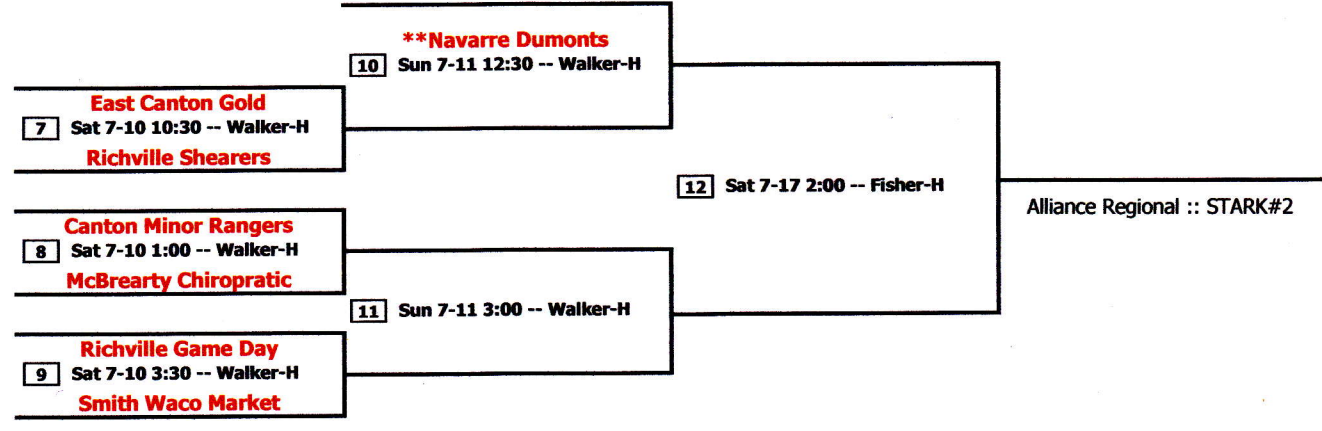 **Navarre Dumonts
10 Sun 7-11 12:30 -- Walker-H
East Canton Gold
7 Sat 7-10 10:30 -- Walker-H
Richville Shearers
12 Sat 7-17 2:00 -- Fisher-H
Alliance Regional :: STARK#2
Canton Minor Rangers
8 Sat 7-10 1:00 -- Walker-H
McBrearty Chiropratic
11 Sun 7-11 3:00 -- Walker-H
Richville Game Day
9 Sat 7-10 3:30 -- Walker-H
Smith Waco Market